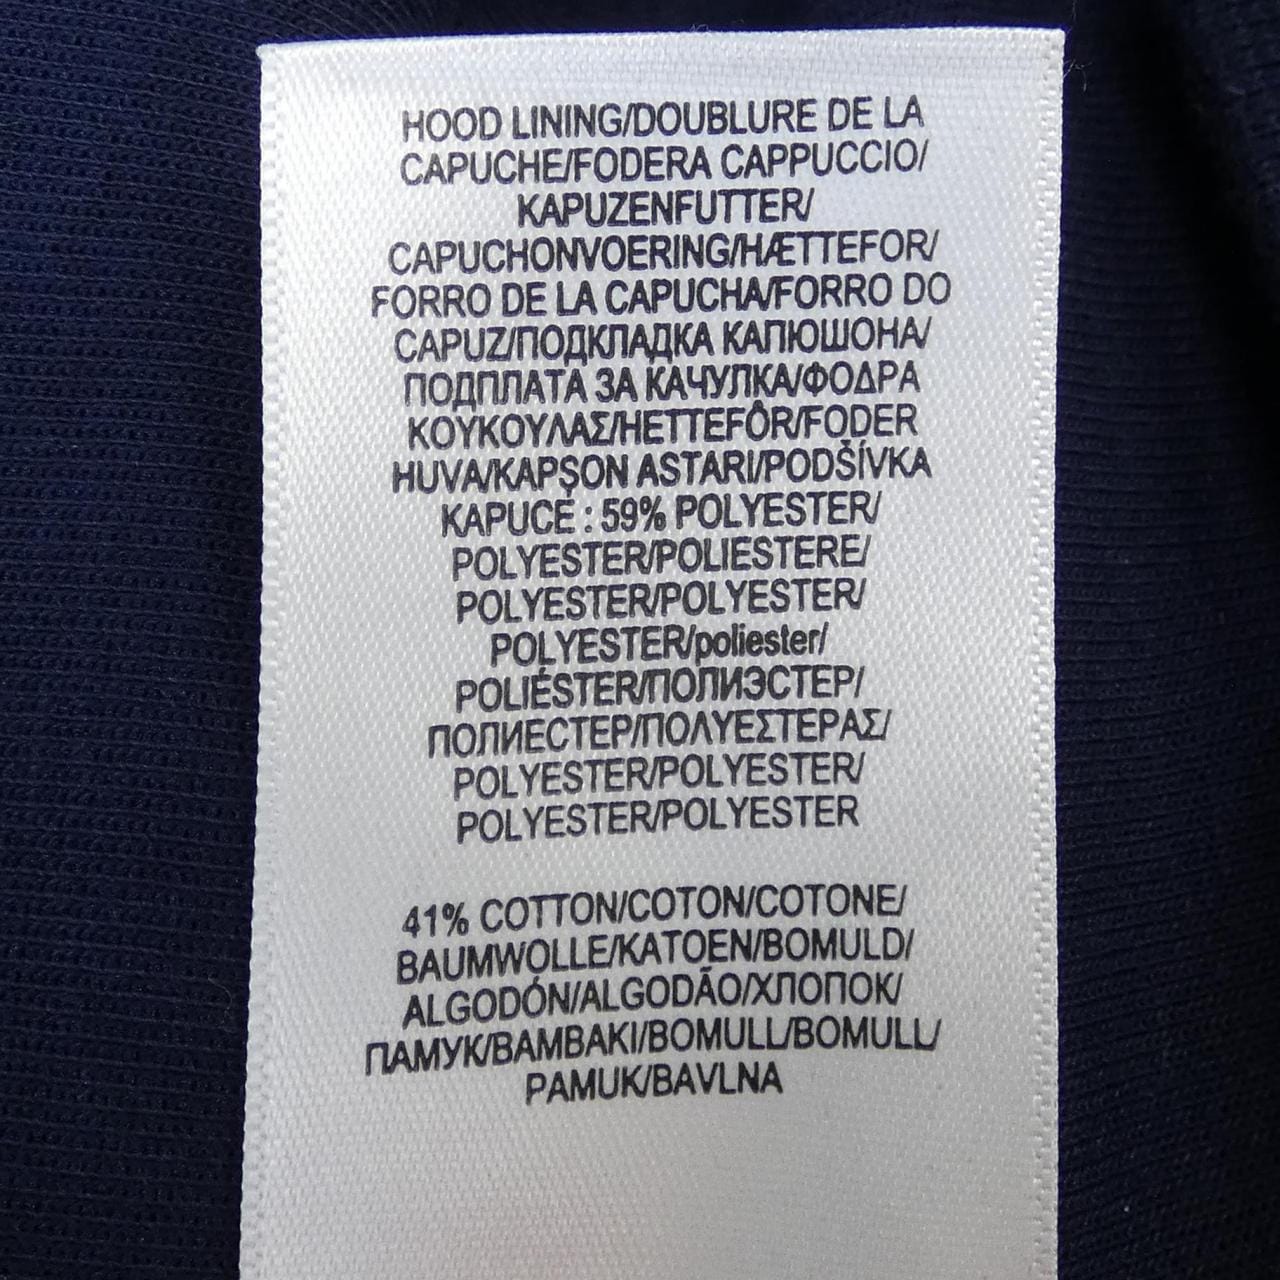 HOOD LINING/DOUBLURE DE LA
CAPUCHE/FODERA CAPPUCCIO/
KAPUZENFUTTER/
CAPUCHONVOERING/HÆTTEFOR/
FORRO DE LA CAPUCHA/FORRO DO
CAPUZ/ПОДКЛАДКА КАПЮШОНА/
ПОДПЛАТА ЗА КАЧУЛКА/ΦΟΔΡΑ
ΚΟΥΚΟΥΛΑΣ/HETTEFÔR/FODER
HUVA/KAPŞON ASTARI/PODŠÍVKA
KAPUCE : 59% POLYESTER/
POLYESTER/POLIESTERE/
POLYESTER/POLYESTER/
POLYESTER/poliester/
POLIÉSTER/ПОЛИЭСТЕР/
ПОЛИЕСТЕР/ΠΟΛΥΕΣΤΕΡΑΣ/
POLYESTER/POLYESTER/
POLYESTER/POLYESTER
41% COTTON/COTON/COTONE/
BAUMWOLLE/KATOEN/BOMULD/
ALGODÓN/ALGODÃO/ХЛОПОК/
ПАМУК/ΒΑΜΒΑΚΙ/BOMULL/BOMULL/
PAMUK/BAVLNA